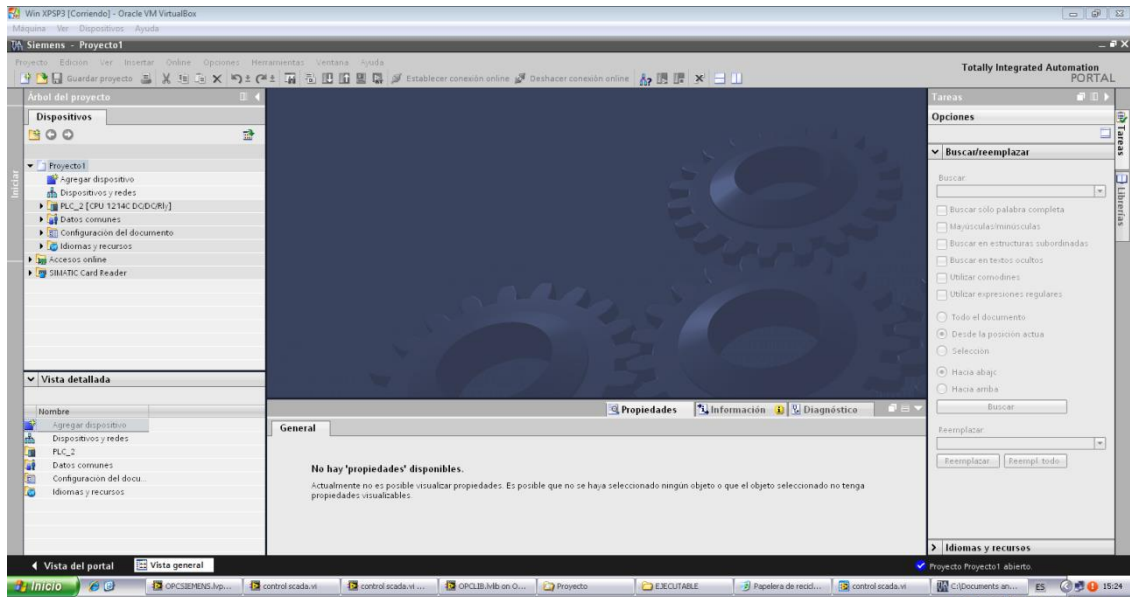 Win XPSP3 [Corriendo] - Oracle VM VirtualBox
Máquina Ver Dispositivos Ayuda
Siemens - Proyecto1
Proyecto Edición Ver Insertar Online Opciones Herramientas Ventana Ayuda
Guardar proyecto Establecer conexión online Deshacer conexión online
Totally Integrated Automation
PORTAL
Iniciar
Árbol del proyecto
Dispositivos
Proyecto1
Agregar dispositivo
Dispositivos y redes
PLC_2 [CPU 1214C DC/DC/Rly]
Datos comunes
Configuración del documento
Idiomas y recursos
Accesos online
SIMATIC Card Reader
Vista detallada
Nombre
Agregar dispositivo
Dispositivos y redes
PLC_2
Datos comunes
Configuración del docu...
Idiomas y recursos
Propiedades Información Diagnóstico
General
No hay 'propiedades' disponibles.
Actualmente no es posible visualizar propiedades. Es posible que no se haya seleccionado ningún objeto o que el objeto seleccionado no tenga
propiedades visualizables.
Tareas
Opciones
Buscar/reemplazar
Buscar:
Buscar sólo palabra completa
Mayúsculas/minúsculas
Buscar en estructuras subordinadas
Buscar en textos ocultos
Utilizar comodines
Utilizar expresiones regulares
Todo el documento
Desde la posición actua
Selección
Hacia abajc
Hacia arriba
Buscar
Reemplazar:
Reemplazar Reempl. todo
Idiomas y recursos
Tareas
Librerías
Vista del portal Vista general
Proyecto Proyecto1 abierto.
Inicio OPCSIEMENS.lvp... control scada.vi control scada.vi ... OPCLIB.lvlib on O... Proyecto EJECUTABLE Papelera de recicl... control scada.vi C:\Documents an... ES 15:24